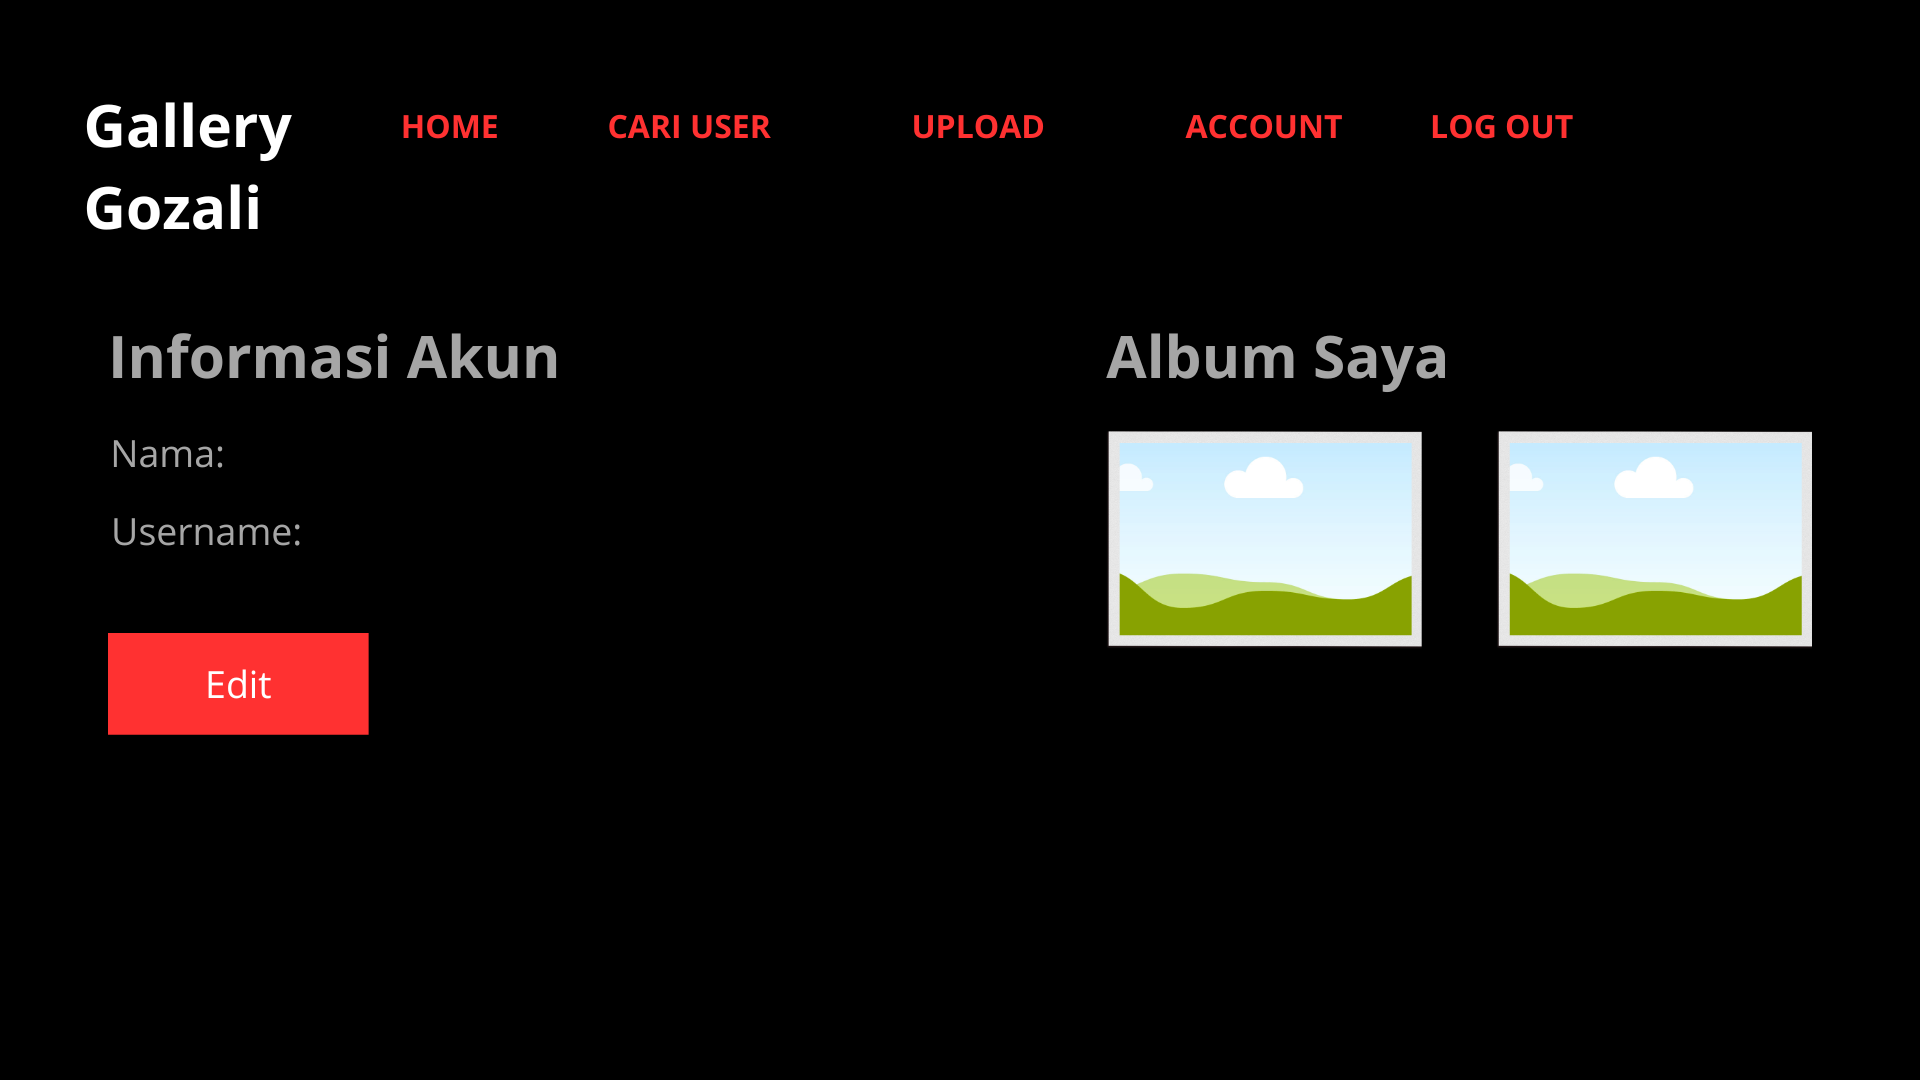 Gallery
Gozali
HOME
CARI USER
UPLOAD
ACCOUNT
LOG OUT
Informasi Akun
Nama:
Username:
Edit
Album Saya